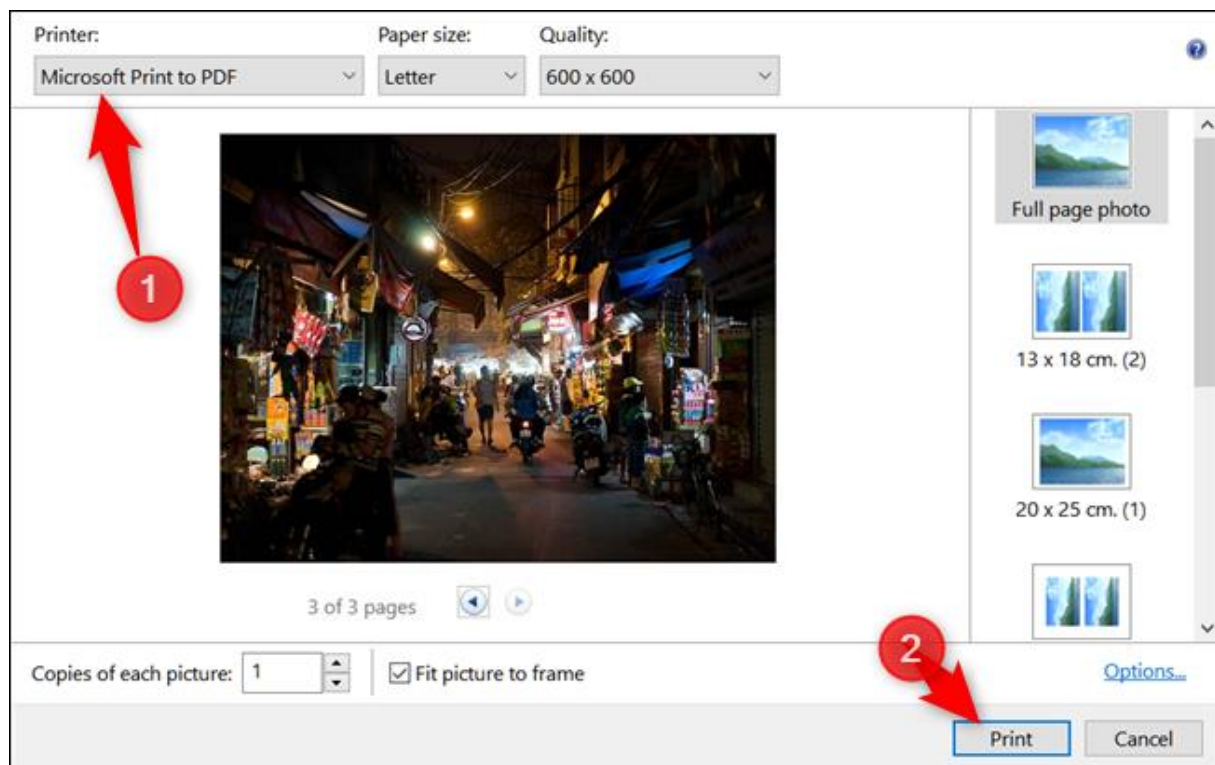 Printer: Paper size: Quality:
Microsoft Print to PDF Letter 600 x 600
1
Full page photo
13 x 18 cm. (2)
20 x 25 cm. (1)
3 of 3 pages
2
Copies of each picture: 1 Fit picture to frame Options...
Print Cancel